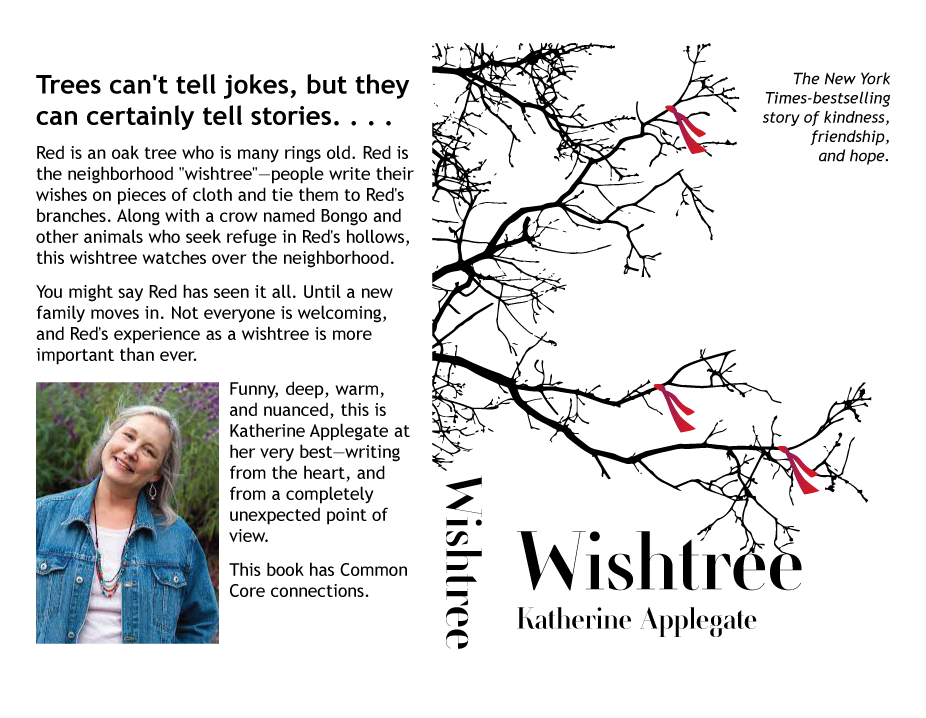 Trees can't tell jokes, but they
can certainly tell stories. . . .
Red is an oak tree who is many rings old. Red is
the neighborhood "wishtree"—people write their
wishes on pieces of cloth and tie them to Red's
branches. Along with a crow named Bongo and
other animals who seek refuge in Red's hollows,
this wishtree watches over the neighborhood.
You might say Red has seen it all. Until a new
family moves in. Not everyone is welcoming,
and Red's experience as a wishtree is more
important than ever.
Funny, deep, warm,
and nuanced, this is
Katherine Applegate at
her very best—writing
from the heart, and
from a completely
unexpected point of
view.
This book has Common
Core connections.
Wishtree
The New York
Times-bestselling
story of kindness,
friendship,
and hope.
Wishtree
Katherine Applegate